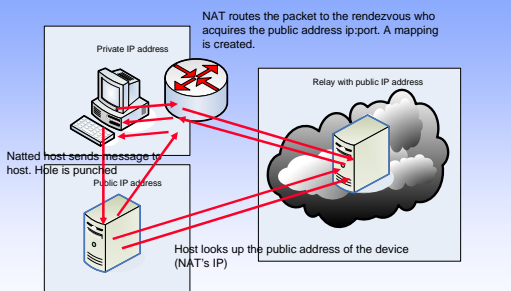 NAT routes the packet to the rendezvous who
acquires the public address ip:port. A mapping
is created.
Private IP address
Relay with public IP address
Natted host sends message to
host. Hole is punched
Public IP address
Host looks up the public address of the device
(NAT's IP)